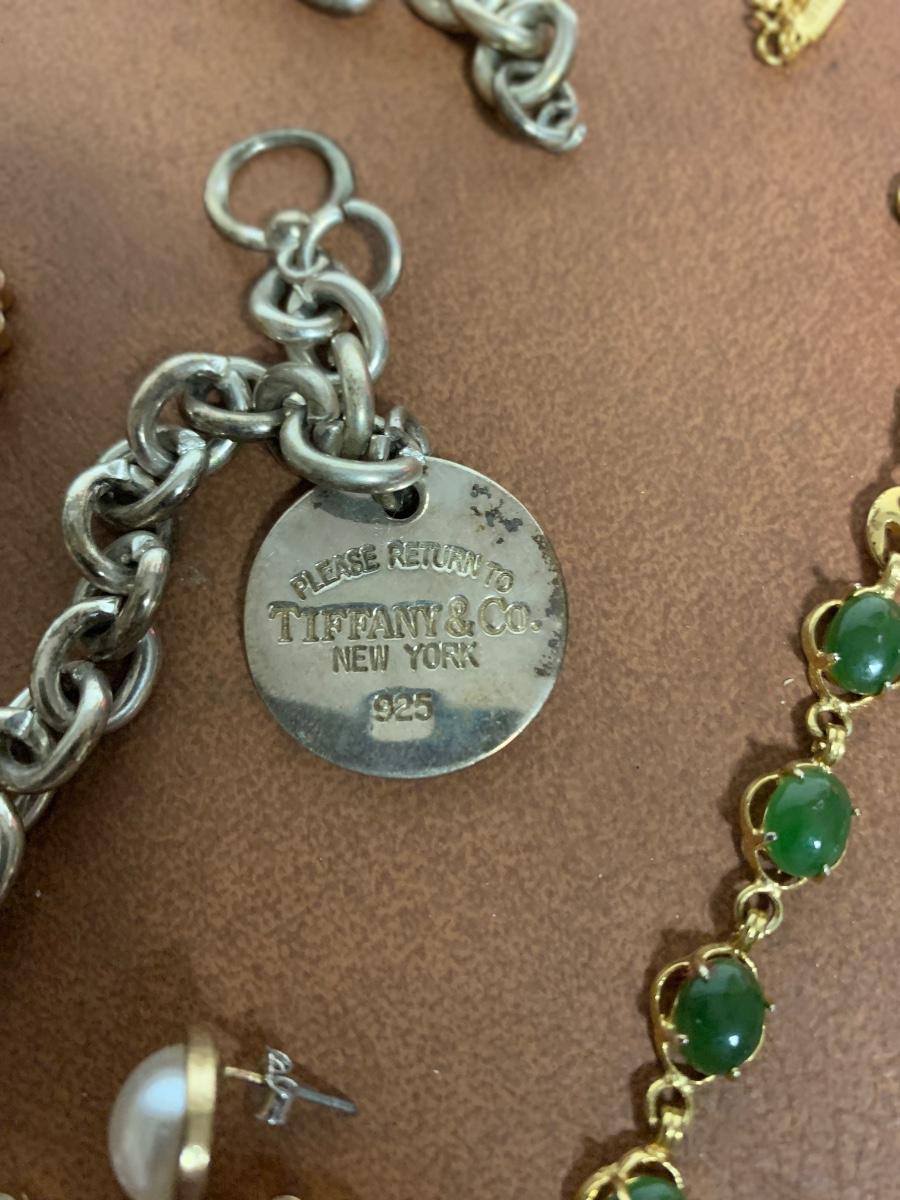 PLEASE RETURN TO
TIFFANY & CO.
NEW YORK
925